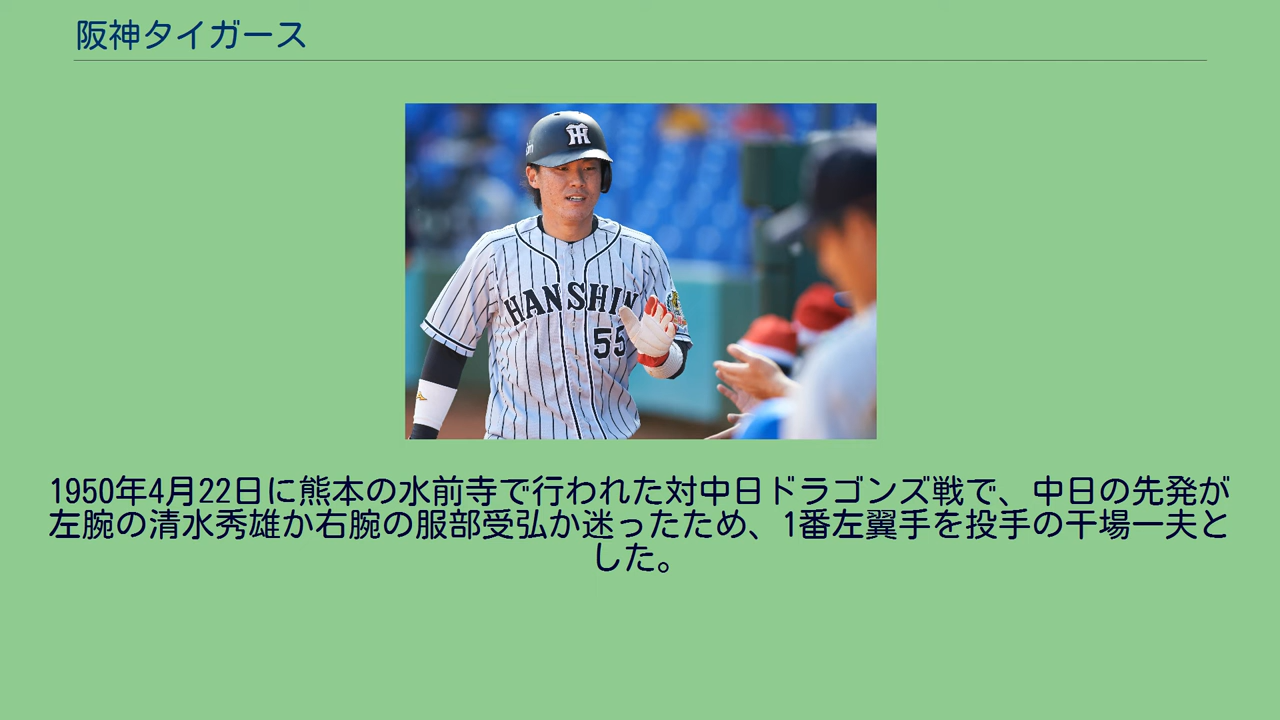 阪神タイガース
HANSHIN
55
1950年4月22日に熊本の水前寺で行われた対中日ドラゴンズ戦で、中日の先発が
左腕の清水秀雄か右腕の服部受弘か迷ったため、1番左翼手を投手の干場一夫と
した。